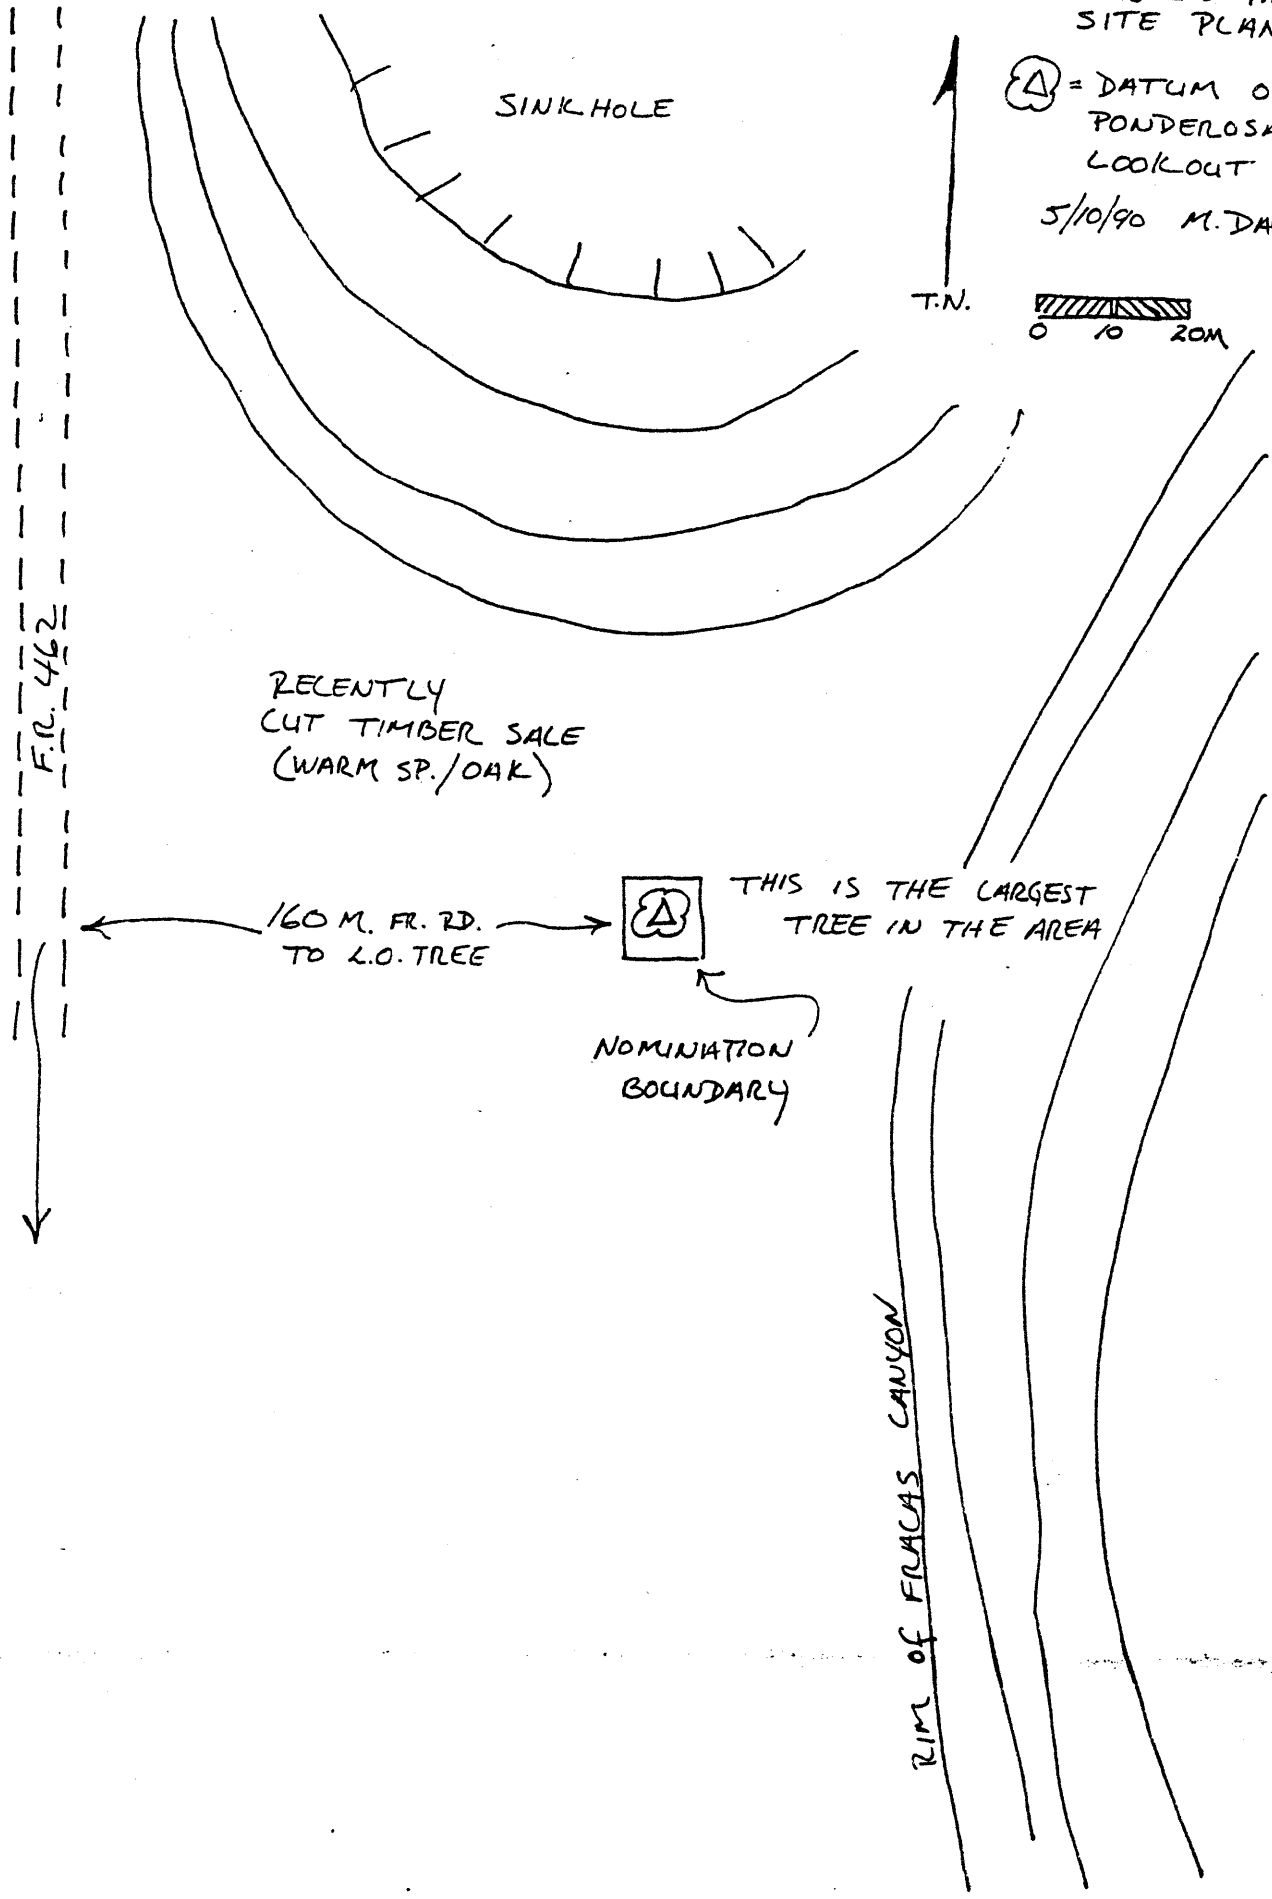 SITE PLAN
= DATUM
PONDEROSA
LOOKOUT
5/10/90 M.
SINKHOLE
T.N.
0 10 20M
F.R. 462
RECENTLY
CUT TIMBER SALE
(WARM SP./OAK)
160 M. FR. RD.
TO L.O. TREE
THIS IS THE LARGEST
TREE IN THE AREA
NOMINATION
BOUNDARY
RIM OF FRACAS CANYON